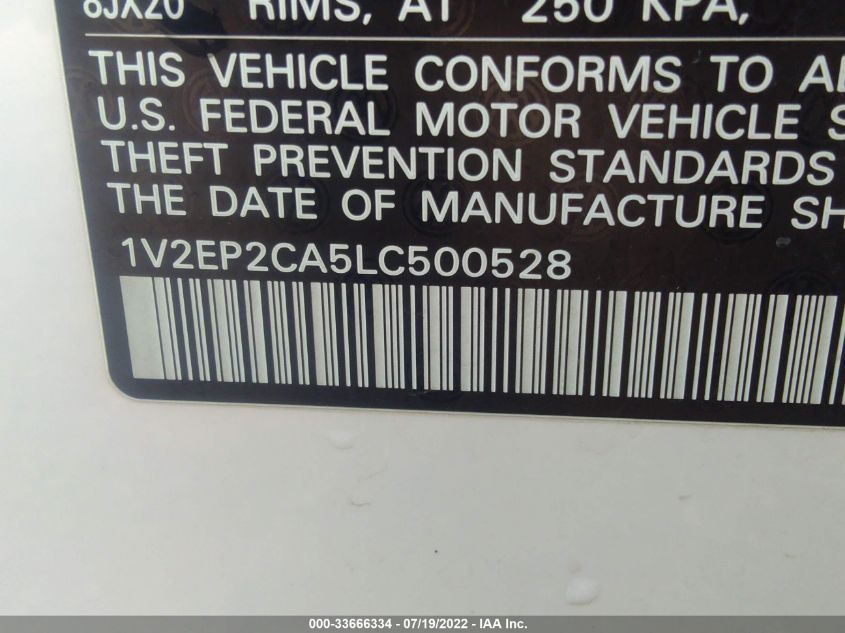 8JX20 RIMS, AT 250 KPA,
THIS VEHICLE CONFORMS TO
U.S. FEDERAL MOTOR VEHICLE S
THEFT PREVENTION STANDARDS
THE DATE OF MANUFACTURE SH
1V2EP2CA5LC500528
000-33666334 / 07/19/2022 / IAA Inc.